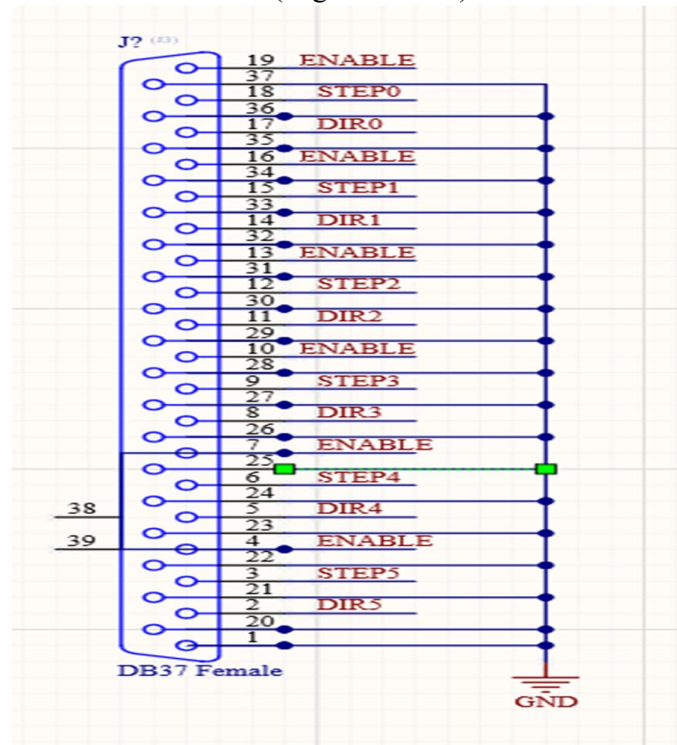 J? (J3)
19 ENABLE
37
18 STEP0
36
17 DIR0
35
16 ENABLE
34
15 STEP1
33
14 DIR1
32
13 ENABLE
31
12 STEP2
30
11 DIR2
29
10 ENABLE
28
9 STEP3
27
8 DIR3
26
7 ENABLE
25
6 STEP4
24
38
5 DIR4
23
39
4 ENABLE
22
3 STEP5
21
2 DIR5
20
1
DB37 Female
GND